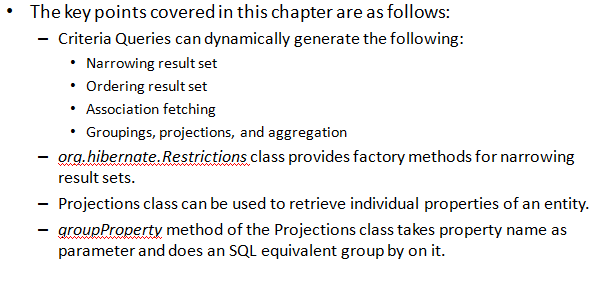 • The key points covered in this chapter are as follows:
– Criteria Queries can dynamically generate the following:
• Narrowing result set
• Ordering result set
• Association fetching
• Groupings, projections, and aggregation
– org.hibernate.Restrictions class provides factory methods for narrowing
result sets.
– Projections class can be used to retrieve individual properties of an entity.
– groupProperty method of the Projections class takes property name as
parameter and does an SQL equivalent group by on it.